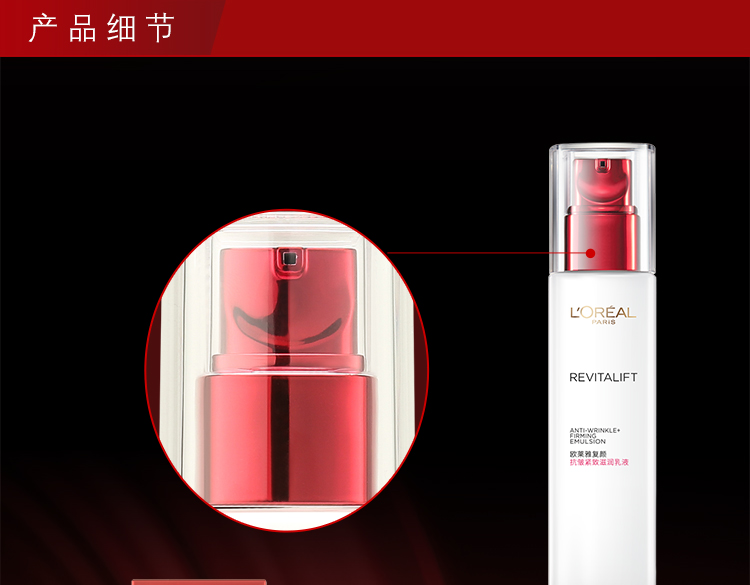 产品细节
L'ORÉAL
PARIS
REVITALIFT
ANTI-WRINKLE+
FIRMING
EMULSION
欧莱雅复颜
抗皱紧致滋润乳液